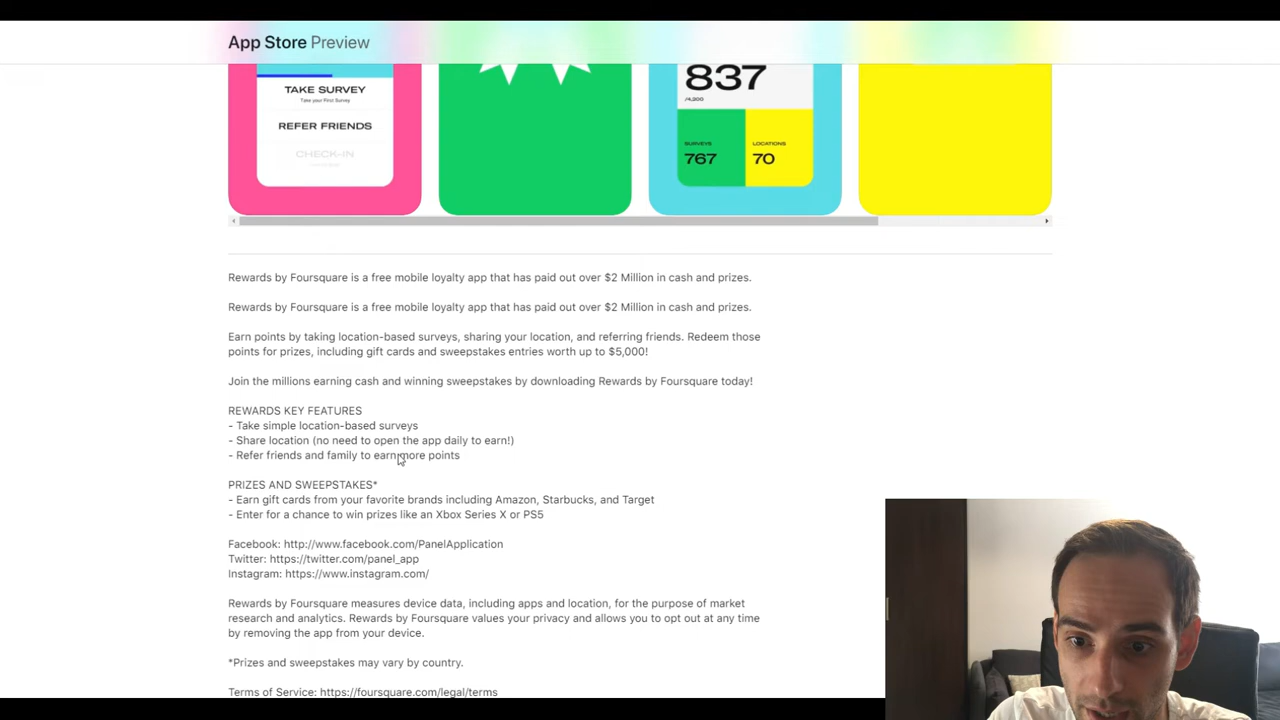 App Store Preview
TAKE SURVEY
Take your First Survey
REFER FRIENDS
CHECK-IN
837
/4,200
SURVEYS
767
LOCATIONS
70
Rewards by Foursquare is a free mobile loyalty app that has paid out over $2 Million in cash and prizes.
Rewards by Foursquare is a free mobile loyalty app that has paid out over $2 Million in cash and prizes.
Earn points by taking location-based surveys, sharing your location, and referring friends. Redeem those
points for prizes, including gift cards and sweepstakes entries worth up to $5,000!
Join the millions earning cash and winning sweepstakes by downloading Rewards by Foursquare today!
REWARDS KEY FEATURES
- Take simple location-based surveys
- Share location (no need to open the app daily to earn!)
- Refer friends and family to earn more points
PRIZES AND SWEEPSTAKES*
- Earn gift cards from your favorite brands including Amazon, Starbucks, and Target
- Enter for a chance to win prizes like an Xbox Series X or PS5
Facebook: http://www.facebook.com/PanelApplication
Twitter: https://twitter.com/panel_app
Instagram: https://www.instagram.com/
Rewards by Foursquare measures device data, including apps and location, for the purpose of market
research and analytics. Rewards by Foursquare values your privacy and allows you to opt out at any time
by removing the app from your device.
*Prizes and sweepstakes may vary by country.
Terms of Service: https://foursquare.com/legal/terms